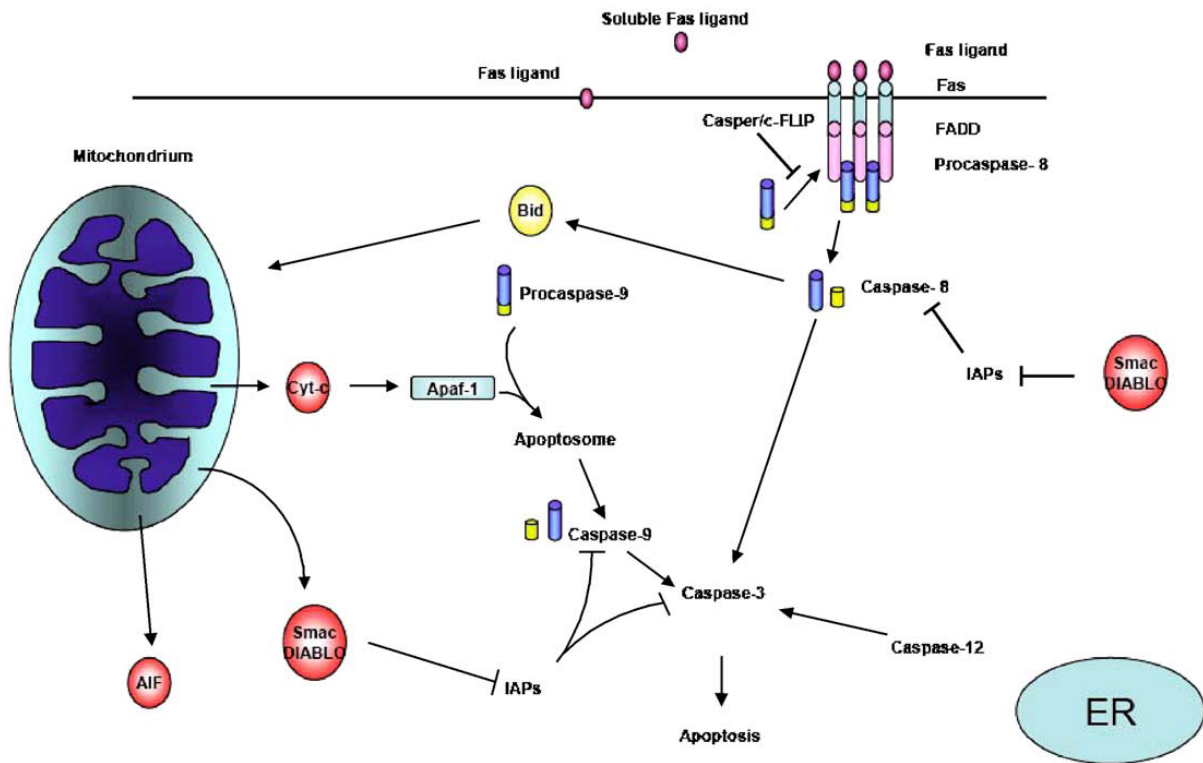 Soluble Fas ligand
Fas ligand
Fas ligand
Fas
Casper/c-FLIP
FADD
Mitochondrium
Procaspase- 8
Bid
Procaspase-9
Caspase- 8
Cyt-c
Apaf-1
IAPs
Smac
DIABLO
Apoptosome
Caspase-9
Caspase-3
Smac
DIABLO
Caspase-12
AIF
IAPs
ER
Apoptosis